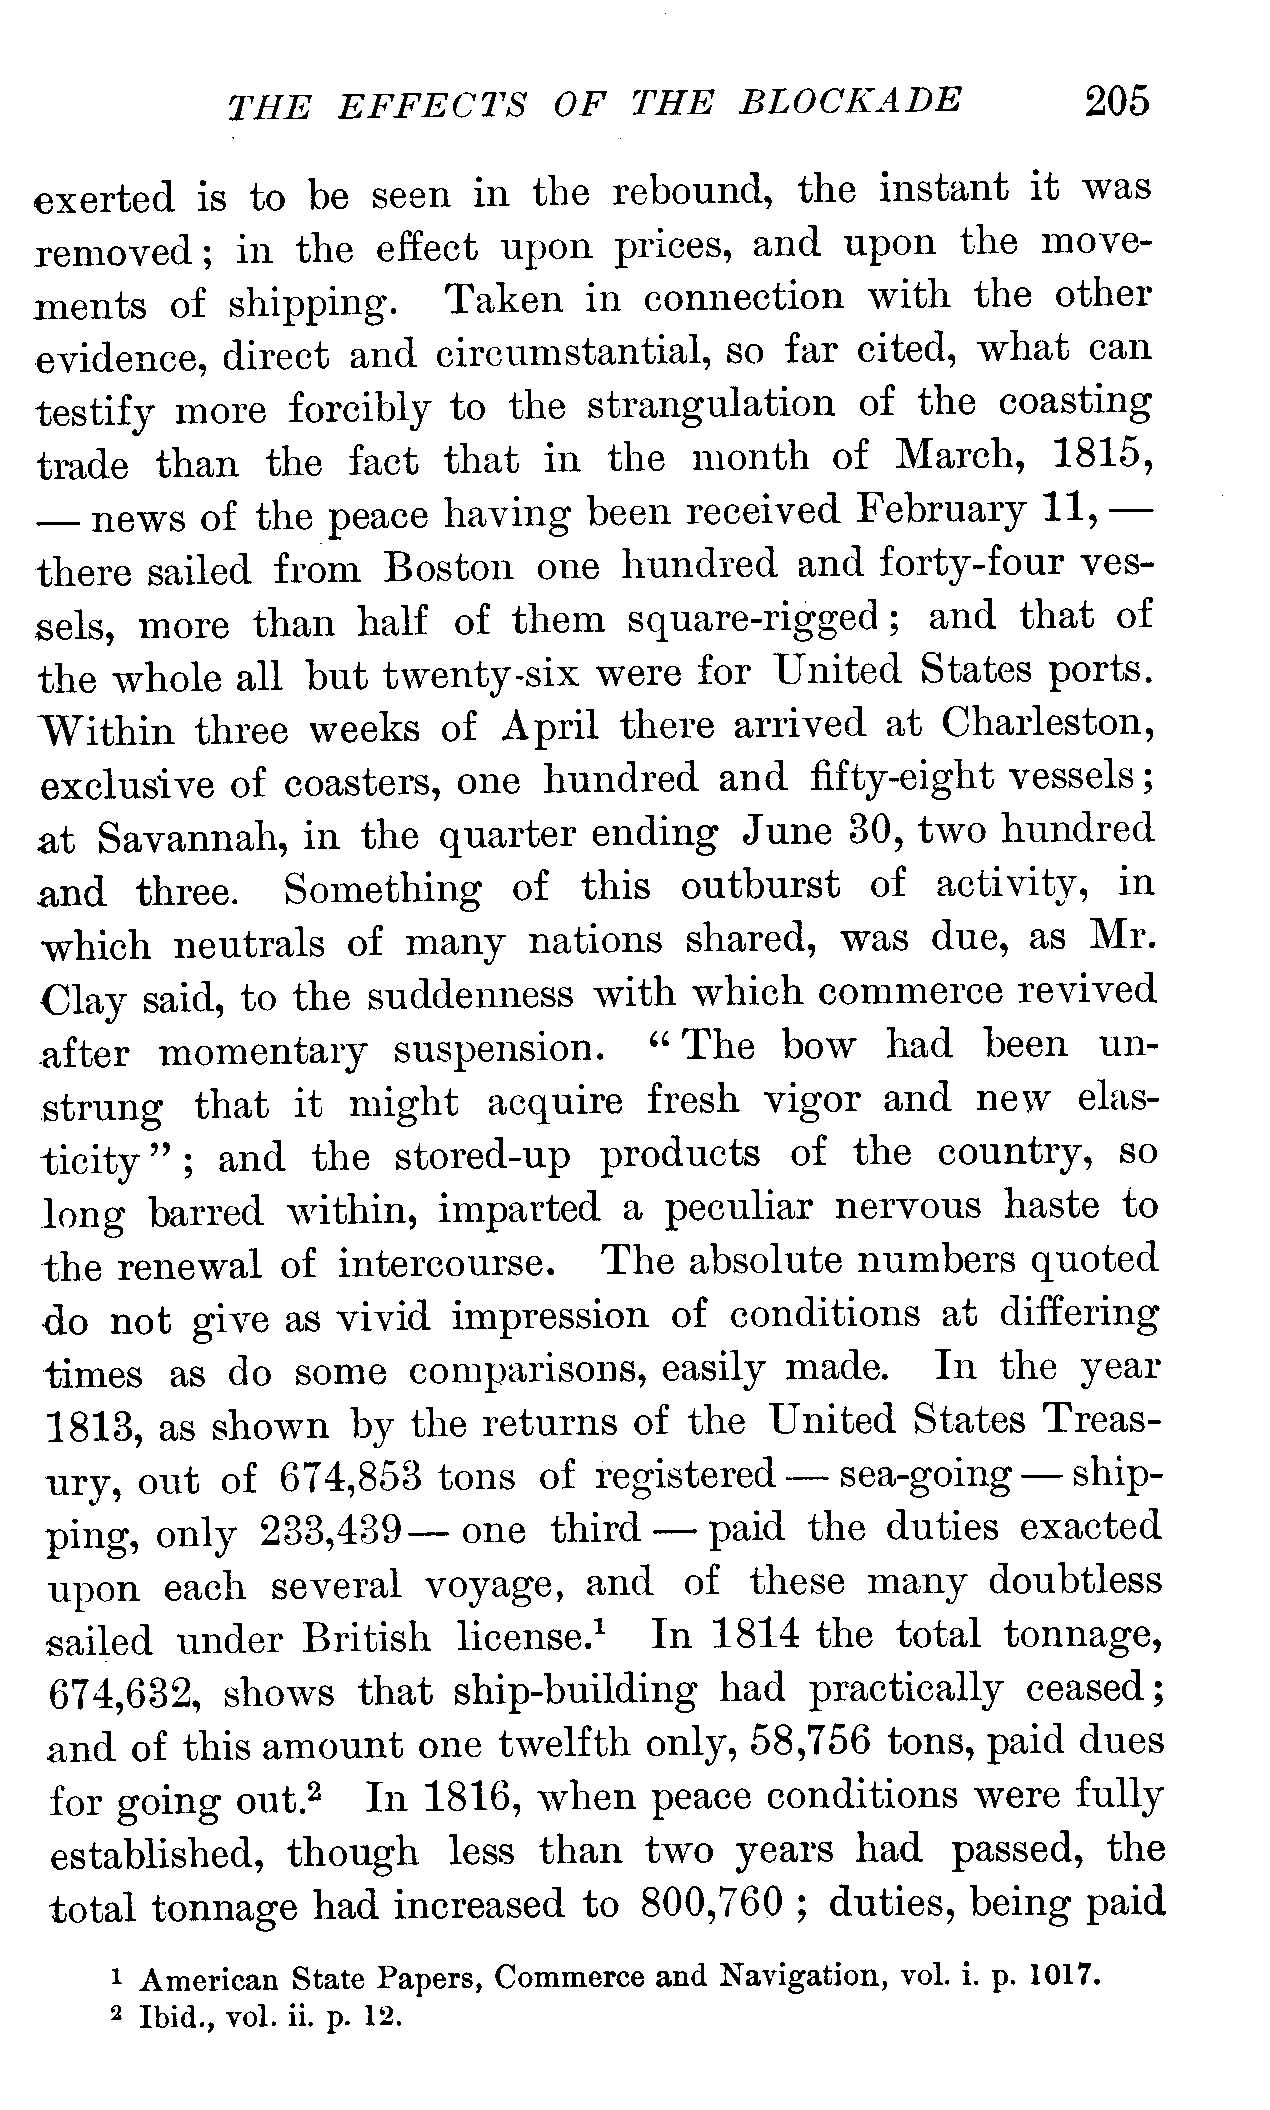 THE EFFECTS OF THE BLOCKADE 205
exerted is to be seen in the rebound, the instant it was
removed; in the effect upon prices, and upon the move-
ments of shipping. Taken in connection with the other
evidence, direct and circumstantial, so far cited, what can
testify more forcibly to the strangulation of the coasting
trade than the fact that in the month of March, 1815,
— news of the peace having been received February 11, —
there sailed from Boston one hundred and forty-four ves-
sels, more than half of them square-rigged; and that of
the whole all but twenty-six were for United States ports.
Within three weeks of April there arrived at Charleston,
exclusive of coasters, one hundred and fifty-eight vessels;
at Savannah, in the quarter ending June 30, two hundred
and three. Something of this outburst of activity, in
which neutrals of many nations shared, was due, as Mr.
Clay said, to the suddenness with which commerce revived
after momentary suspension. “The bow had been un-
strung that it might acquire fresh vigor and new elas-
ticity”; and the stored-up products of the country, so
long barred within, imparted a peculiar nervous haste to
the renewal of intercourse. The absolute numbers quoted
do not give as vivid impression of conditions at differing
times as do some comparisons, easily made. In the year
1813, as shown by the returns of the United States Treas-
ury, out of 674,853 tons of registered — sea-going — ship-
ping, only 233,439 — one third — paid the duties exacted
upon each several voyage, and of these many doubtless
sailed under British license.¹ In 1814 the total tonnage,
674,632, shows that ship-building had practically ceased;
and of this amount one twelfth only, 58,756 tons, paid dues
for going out.² In 1816, when peace conditions were fully
established, though less than two years had passed, the
total tonnage had increased to 800,760; duties, being paid
¹ American State Papers, Commerce and Navigation, vol. i. p. 1017.
² Ibid., vol. ii. p. 12.